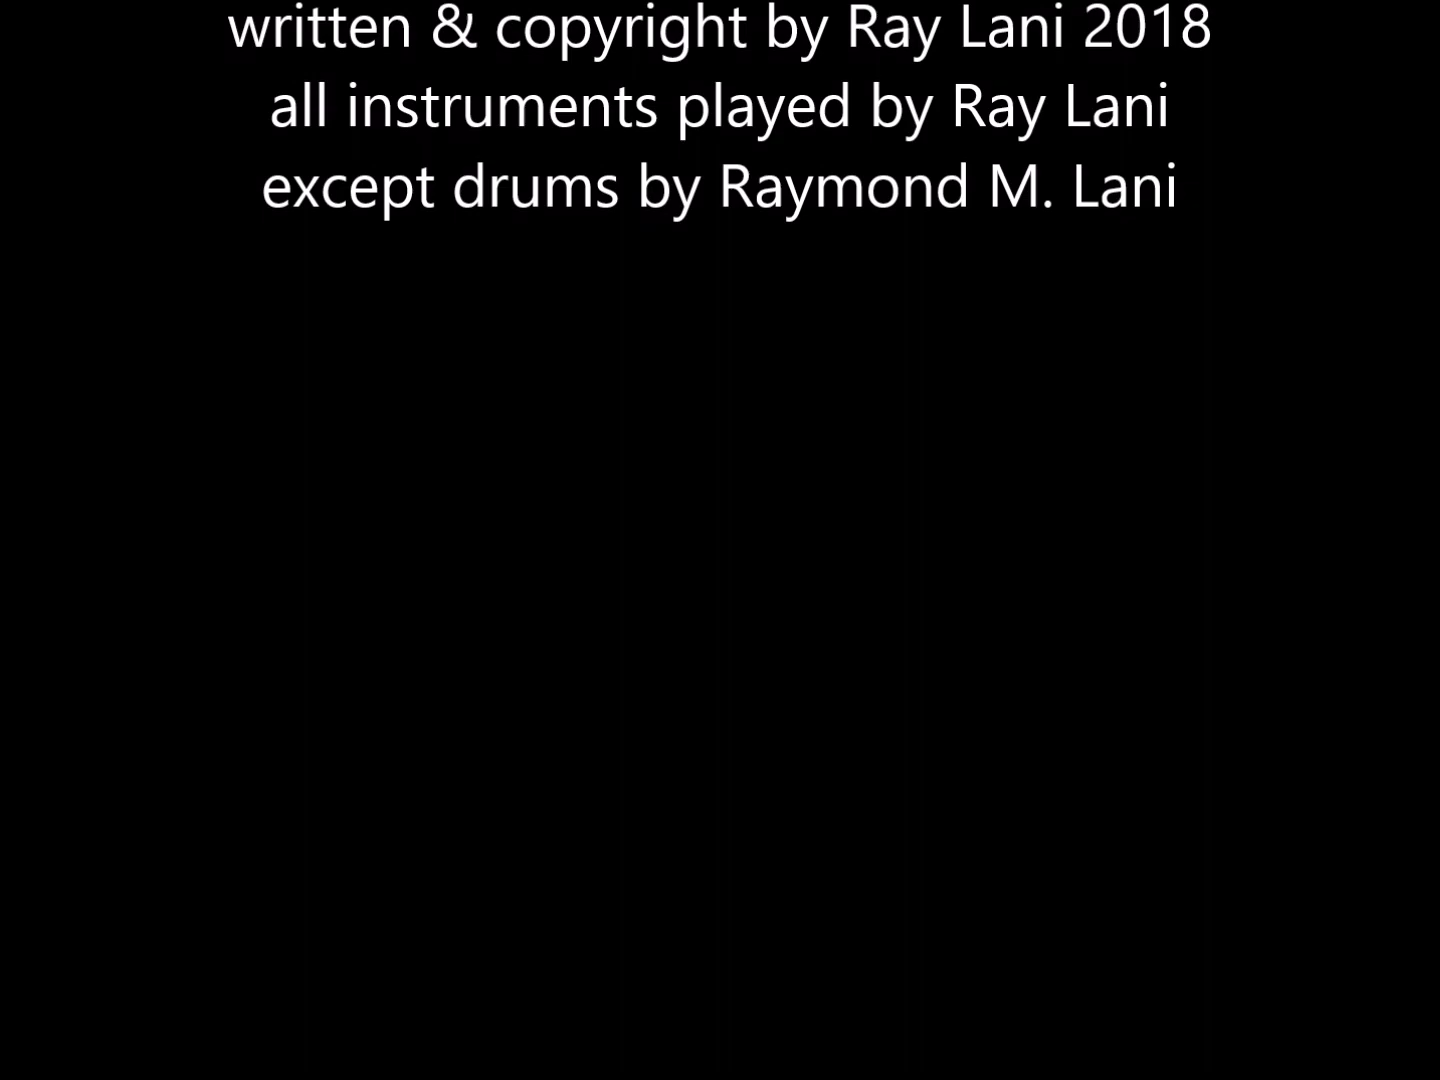 written & copyright by Ray Lani 2018
all instruments played by Ray Lani
except drums by Raymond M. Lani